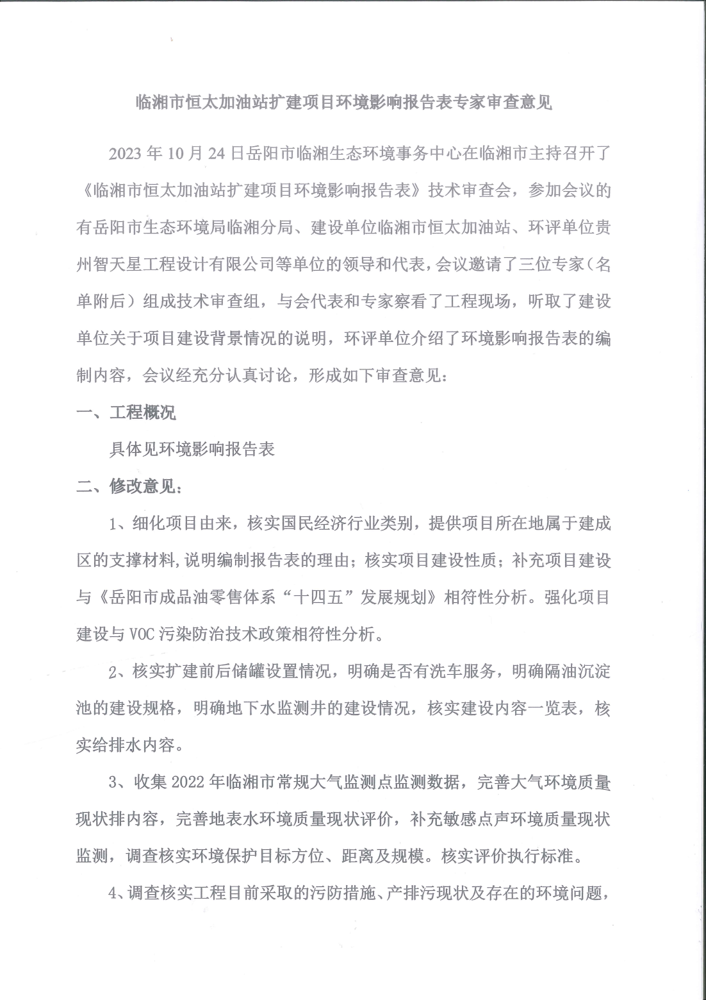 临湘市恒太加油站扩建项目环境影响报告表专家审查意见
2023 年 10 月 24 日岳阳市临湘生态环境事务中心在临湘市主持召开了
《临湘市恒太加油站扩建项目环境影响报告表》技术审查会，参加会议的
有岳阳市生态环境局临湘分局、建设单位临湘市恒太加油站、环评单位贵
州智天星工程设计有限公司等单位的领导和代表，会议邀请了三位专家（名
单附后）组成技术审查组，与会代表和专家察看了工程现场，听取了建设
单位关于项目建设背景情况的说明，环评单位介绍了环境影响报告表的编
制内容，会议经充分认真讨论，形成如下审查意见：
一、工程概况
具体见环境影响报告表
二、修改意见：
1、细化项目由来，核实国民经济行业类别，提供项目所在地属于建成
区的支撑材料,说明编制报告表的理由；核实项目建设性质；补充项目建设
与《岳阳市成品油零售体系“十四五”发展规划》相符性分析。强化项目
建设与 VOC 污染防治技术政策相符性分析。
2、核实扩建前后储罐设置情况，明确是否有洗车服务，明确隔油沉淀
池的建设规格，明确地下水监测井的建设情况，核实建设内容一览表，核
实给排水内容。
3、收集 2022 年临湘市常规大气监测点监测数据，完善大气环境质量
现状排内容，完善地表水环境质量现状评价，补充敏感点声环境质量现状
监测，调查核实环境保护目标方位、距离及规模。核实评价执行标准。
4、调查核实工程目前采取的污防措施、产排污现状及存在的环境问题，